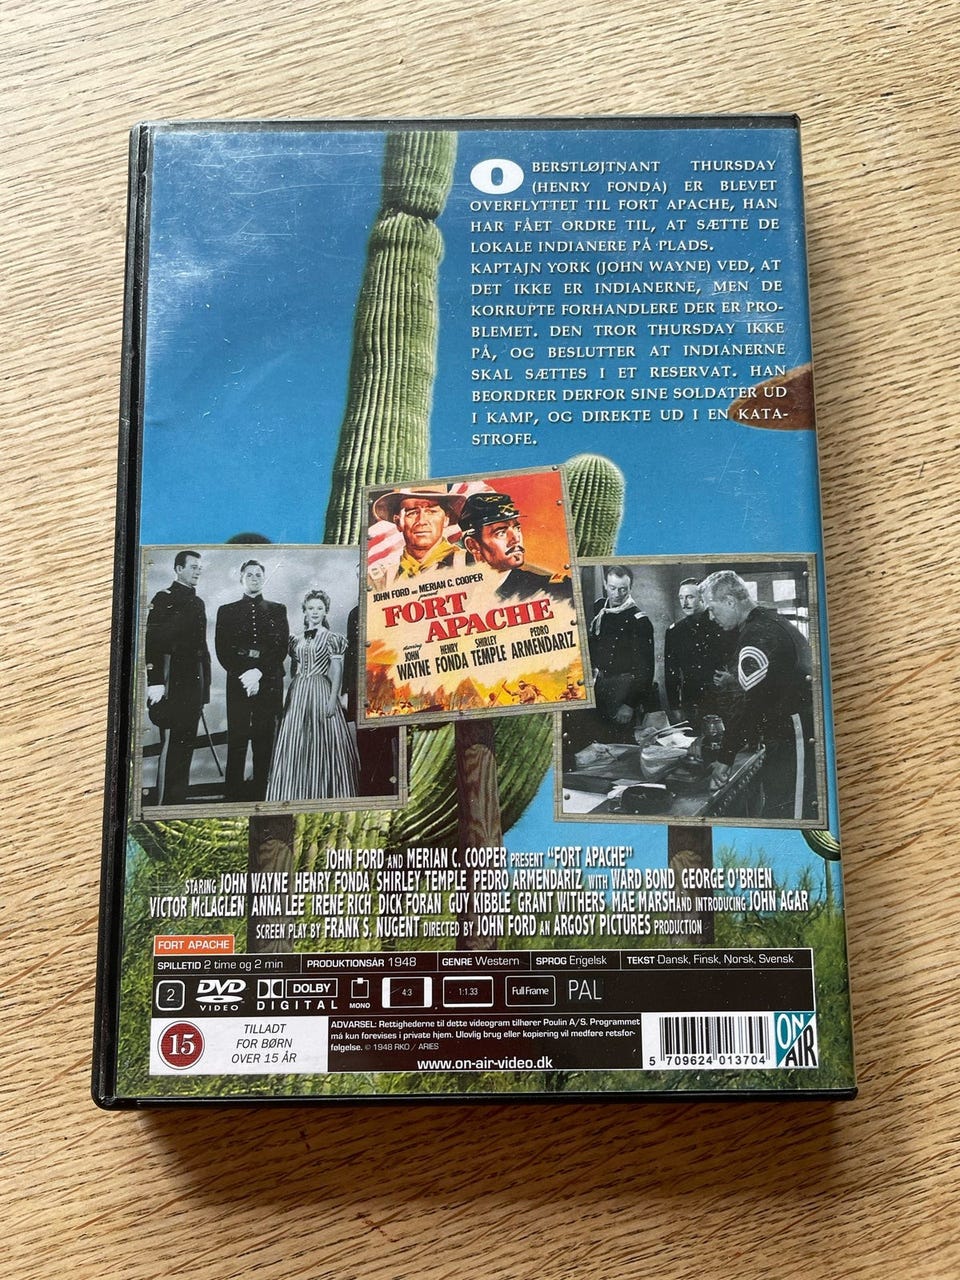 OBERSTLØJTNANT THURSDAY
(HENRY FONDA) ER BLEVET
OVERFLYTTET TIL FORT APACHE, HAN
HAR FÅET ORDRE TIL, AT SÆTTE DE
LOKALE INDIANERE PÅ PLADS.
KAPTAJN YORK (JOHN WAYNE) VED, AT
DET IKKE ER INDIANERNE, MEN DE
KORRUPTE FORHANDLERE DER ER PRO-
BLEMET. DEN TROR THURSDAY IKKE
PÅ, OG BESLUTTER AT INDIANERNE
SKAL SÆTTES I ET RESERVAT. HAN
BEORDRER DERFOR SINE SOLDATER UD
I KAMP, OG DIREKTE UD I EN KATA-
STROFE.
JOHN FORD AND MERIAN C. COOPER
present
FORT
APACHE
starring
JOHN WAYNE HENRY FONDA SHIRLEY TEMPLE PEDRO ARMENDARIZ
JOHN FORD AND MERIAN C. COOPER PRESENT "FORT APACHE"
STARING JOHN WAYNE HENRY FONDA SHIRLEY TEMPLE PEDRO ARMENDARIZ WITH WARD BOND GEORGE O'BRIEN
VICTOR McLAGLEN ANNA LEE IRENE RICH DICK FORAN GUY KIBBLE GRANT WITHERS MAE MARSH AND INTRODUCING JOHN AGAR
SCREEN PLAY BY FRANK S. NUGENT DIRECTED BY JOHN FORD AN ARGOSY PICTURES PRODUCTION
FORT APACHE
SPILLETID 2 time og 2 min PRODUKTIONSÅR 1948 GENRE Western SPROG Engelsk TEKST Dansk, Finsk, Norsk, Svensk
2 DVD VIDEO DOLBY DIGITAL MONO 4:3 1:1.33 Full Frame PAL
15
TILLADT
FOR BØRN
OVER 15 ÅR
ADVARSEL: Rettighederne til dette videogram tilhører Poulin A/S. Programmet
må kun forevises i private hjem. Ulovlig brug eller kopiering vil medføre retsfor-
følgelse. © 1948 RKO / ARIES
www.on-air-video.dk
5 709624 013704
ON AIR